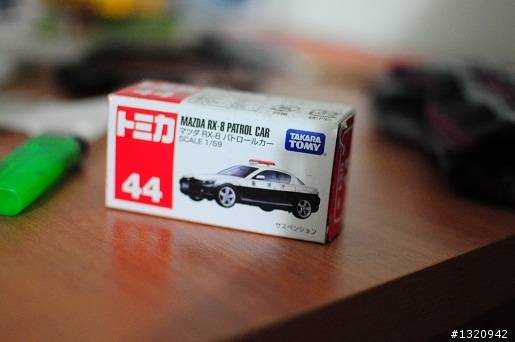 トミカ
44
MAZDA RX-8 PATROL CAR
マツダ RX-8 パトロールカー
SCALE 1/59
TAKARA
TOMY
サスペンション
#1320942